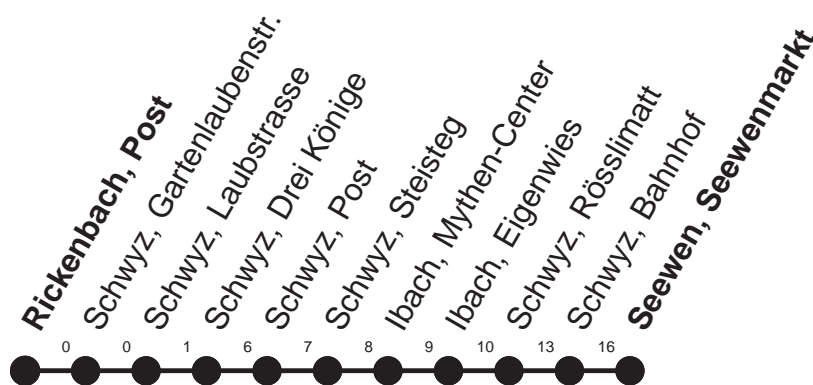 Rickenbach, Post
Schwyz, Gartenlaubenstr.
Schwyz, Laubstrasse
Schwyz, Drei Könige
Schwyz, Post
Schwyz, Steisteg
Ibach, Mythen-Center
Ibach, Eigenwies
Schwyz, Rösslimatt
Schwyz, Bahnhof
Seewen, Seewenmarkt
0 0 1 6 7 8 9 10 13 16